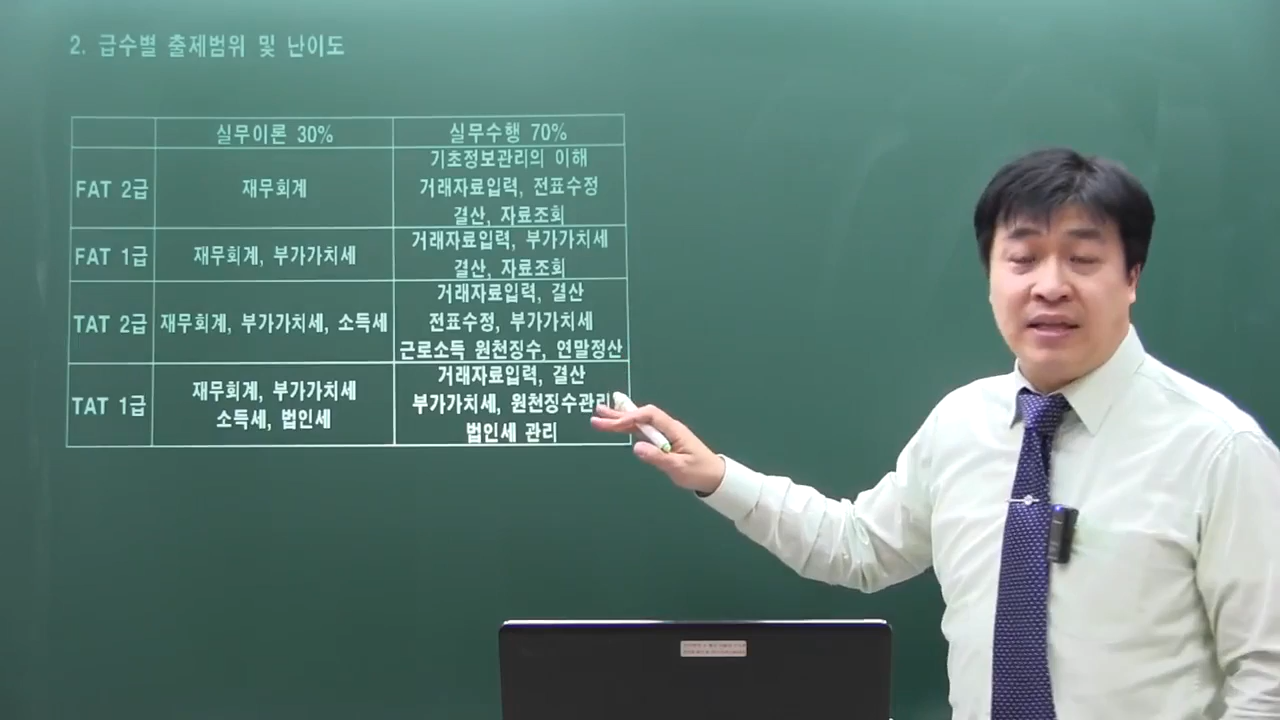 2. 급수별 출제범위 및 난이도
실무이론 30% 실무수행 70%
FAT 2급 재무회계 기초정보관리의 이해
거래자료입력, 전표수정
결산, 자료조회
FAT 1급 재무회계, 부가가치세 거래자료입력, 부가가치세
결산, 자료조회
TAT 2급 재무회계, 부가가치세, 소득세 거래자료입력, 결산
전표수정, 부가가치세
근로소득 원천징수, 연말정산
TAT 1급 재무회계, 부가가치세
소득세, 법인세 거래자료입력, 결산
부가가치세, 원천징수관리
법인세 관리